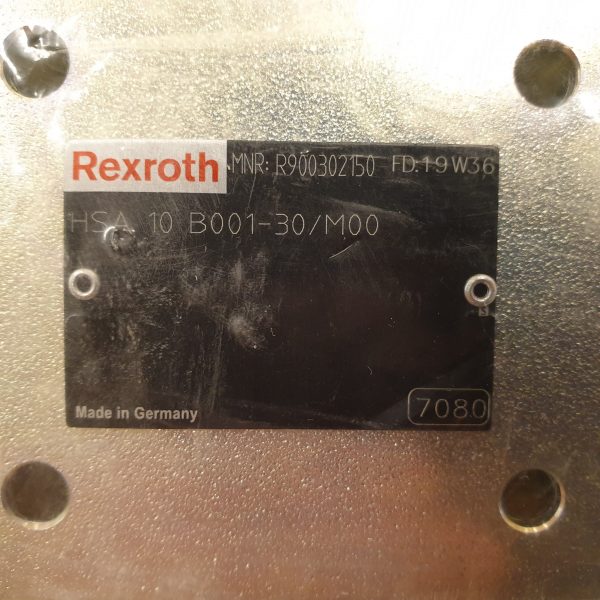 Rexroth MNR: R900302150 FD:19W36
HSA 10 B001-30/M00
Made in Germany 7080